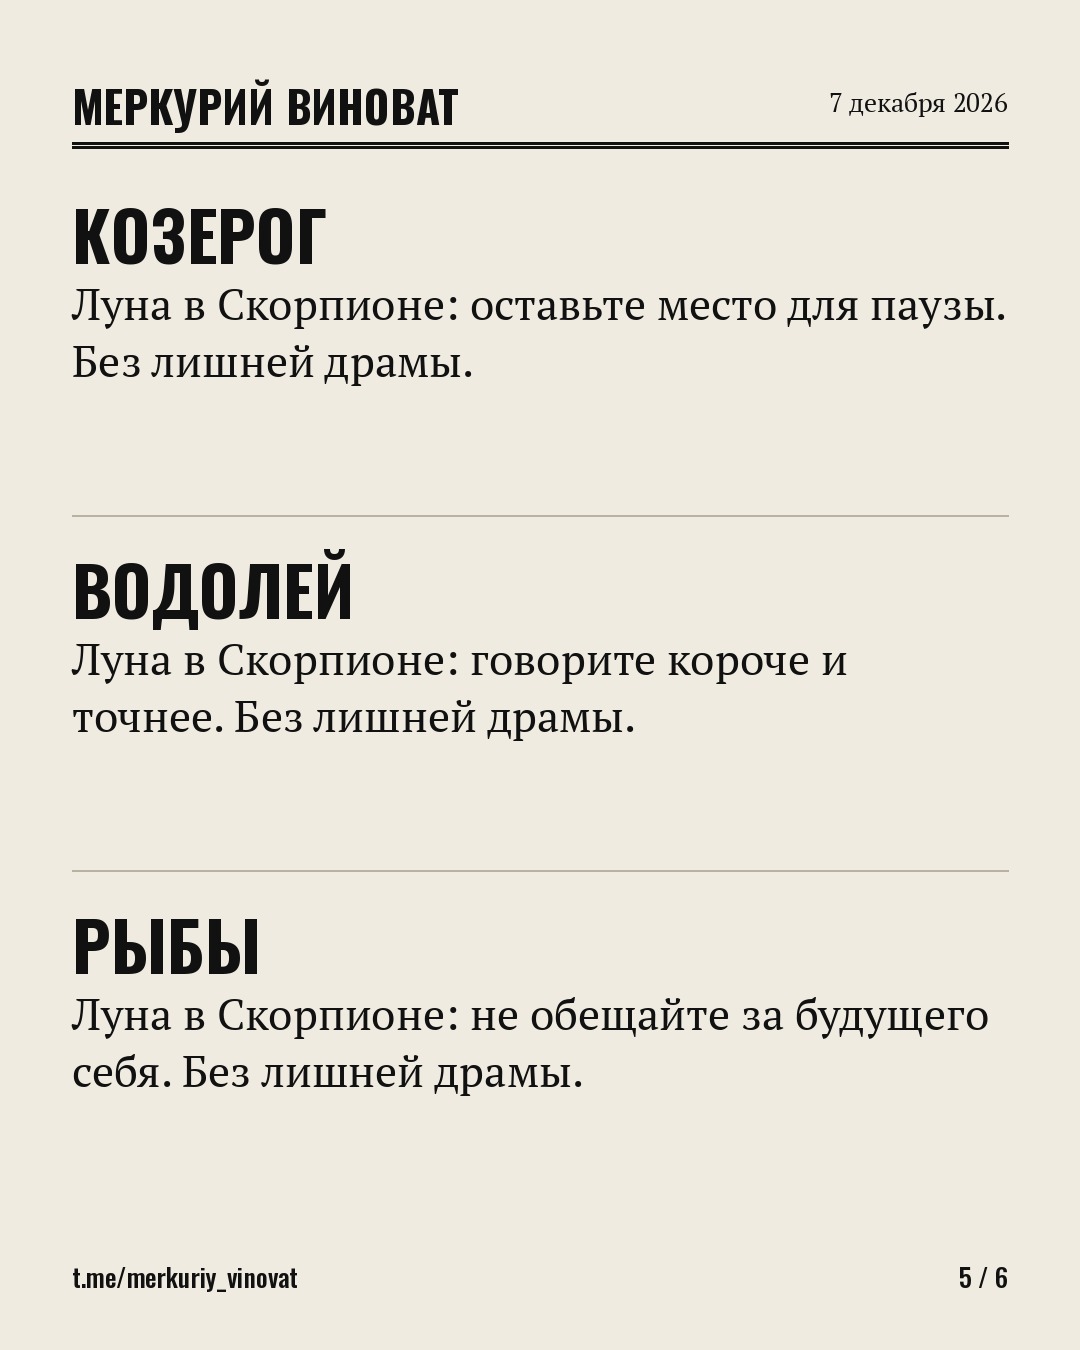 МЕРКУРИЙ ВИНОВАТ
7 декабря 2026
КОЗЕРОГ
Луна в Скорпионе: оставьте место для паузы.
Без лишней драмы.
ВОДОЛЕЙ
Луна в Скорпионе: говорите короче и
точнее. Без лишней драмы.
РЫБЫ
Луна в Скорпионе: не обещайте за будущего
себя. Без лишней драмы.
t.me/merkuriy_vinovat
5 / 6